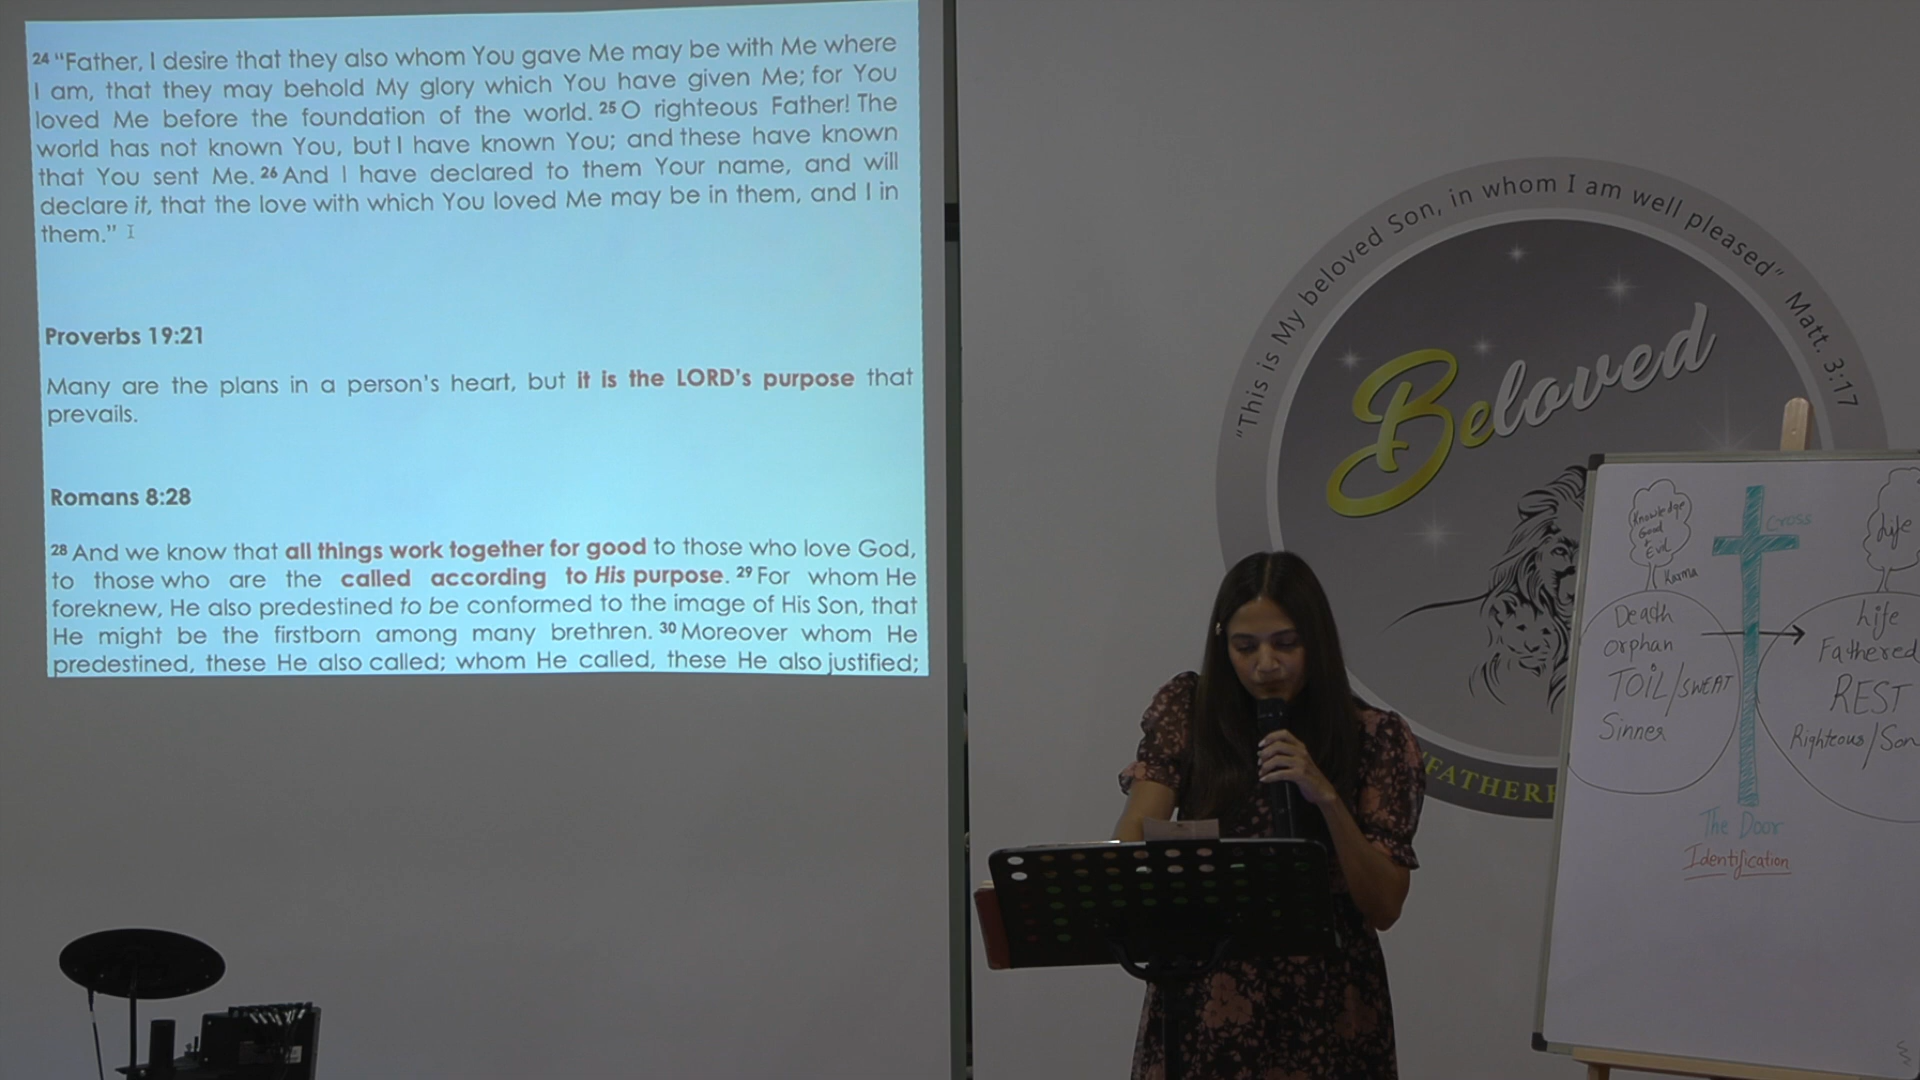 24 “Father, I desire that they also whom You gave Me may be with Me where
I am, that they may behold My glory which You have given Me; for You
loved Me before the foundation of the world. 25 O righteous Father! The
world has not known You, but I have known You; and these have known
that You sent Me. 26 And I have declared to them Your name, and will
declare it, that the love with which You loved Me may be in them, and I in
them.”
Proverbs 19:21
Many are the plans in a person’s heart, but it is the LORD’s purpose that
prevails.
Romans 8:28
28 And we know that all things work together for good to those who love God,
to those who are the called according to His purpose. 29 For whom He
foreknew, He also predestined to be conformed to the image of His Son, that
He might be the firstborn among many brethren. 30 Moreover whom He
predestined, these He also called; whom He called, these He also justified;
“This is My beloved Son, in whom I am well pleased” Matt. 3:17
Beloved
Knowledge
Good
+
Evil
Karma
Death
Orphan
TOIL/SWEAT
Sinner
Cross
Life
Life
Fathered
REST
Righteous/Son
The Door
Identification